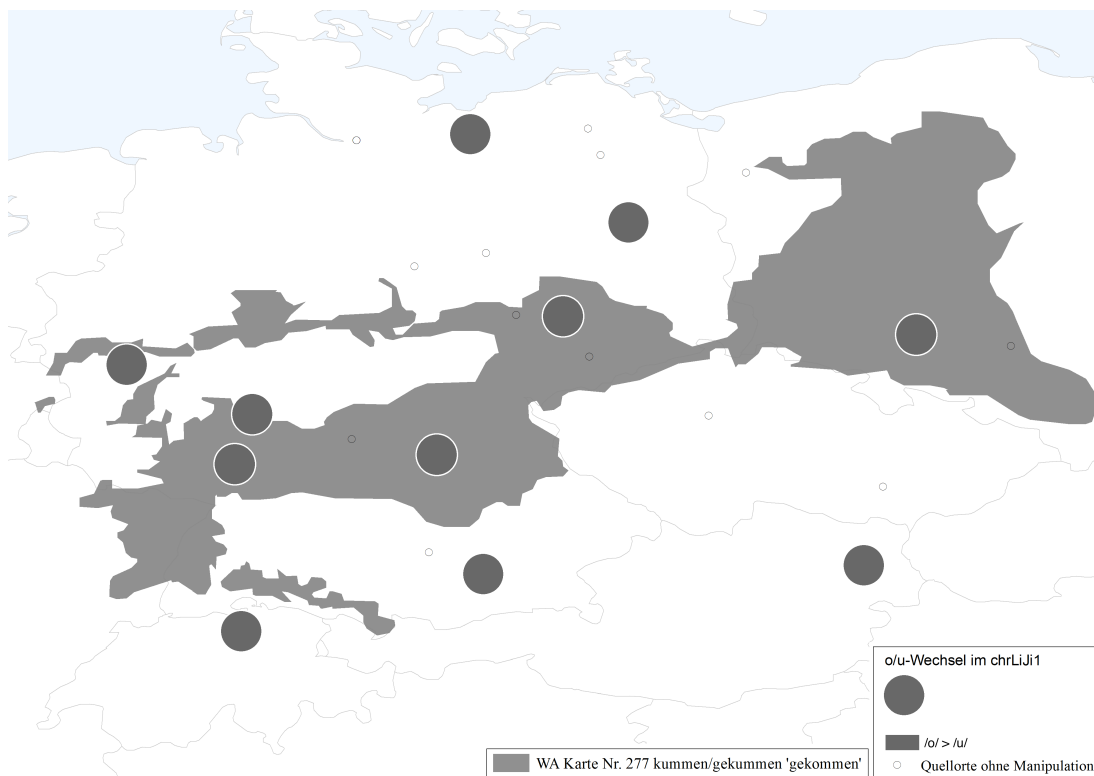 o/u-Wechsel im chrLiJi1
/o/ > /u/
Quellorte ohne Manipulation
WA Karte Nr. 277 kummen/gekummen 'gekommen'